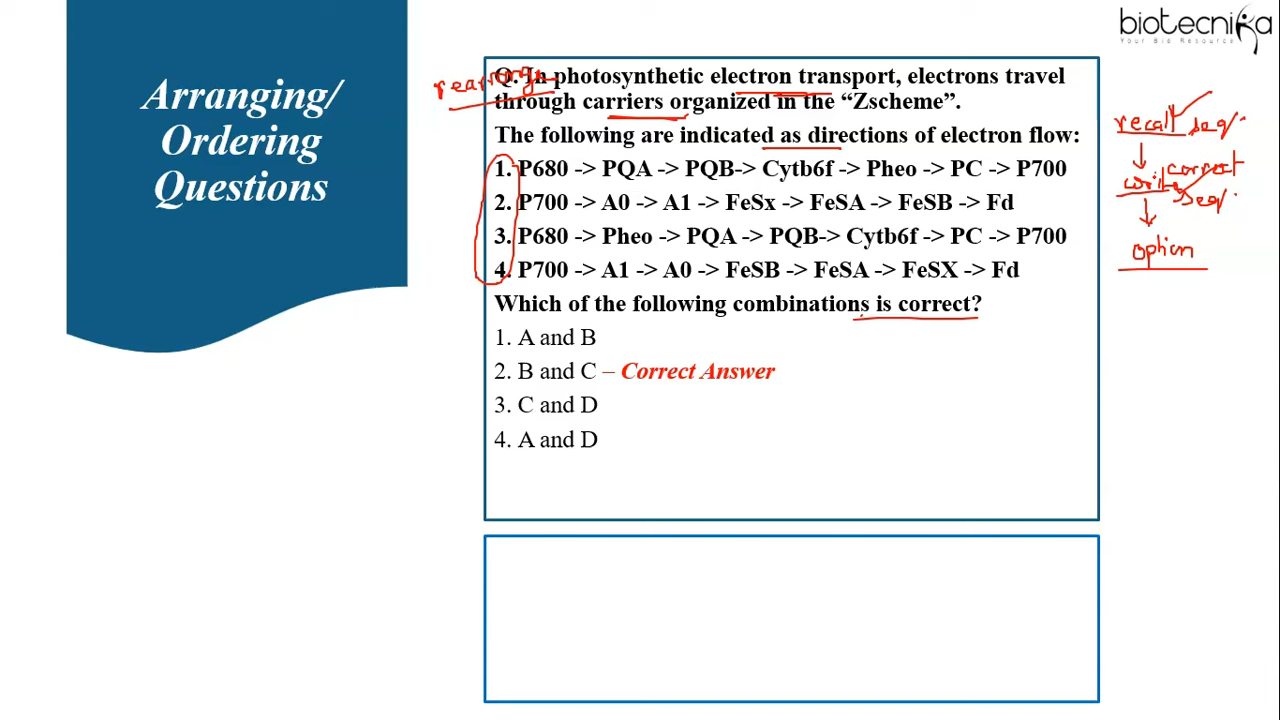 biotecnika
Your Bio Resource
Arranging/
Ordering
Questions
rearrange
Q. In photosynthetic electron transport, electrons travel
through carriers organized in the “Zscheme”.
The following are indicated as directions of electron flow:
1. P680 -> PQA -> PQB-> Cytb6f -> Pheo -> PC -> P700
2. P700 -> A0 -> A1 -> FeSx -> FeSA -> FeSB -> Fd
3. P680 -> Pheo -> PQA -> PQB-> Cytb6f -> PC -> P700
4. P700 -> A1 -> A0 -> FeSB -> FeSA -> FeSX -> Fd
Which of the following combinations is correct?
1. A and B
2. B and C – Correct Answer
3. C and D
4. A and D
recall seq.
correct
seq.
option